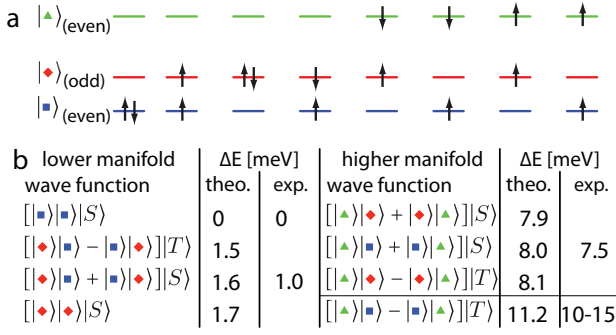 a |▲⟩(even)
|◆⟩(odd)
|■⟩(even)
b lower manifold wave function ΔE [meV] theo. exp. higher manifold wave function ΔE [meV] theo. exp.
[|■⟩|■⟩]|S⟩ 0 0 [|▲⟩|◆⟩ + |◆⟩|▲⟩]|S⟩ 7.9
[|◆⟩|■⟩ − |■⟩|◆⟩]|T⟩ 1.5 [|▲⟩|■⟩ + |■⟩|▲⟩]|S⟩ 8.0 7.5
[|◆⟩|■⟩ + |■⟩|◆⟩]|S⟩ 1.6 1.0 [|▲⟩|◆⟩ − |◆⟩|▲⟩]|T⟩ 8.1
[|◆⟩|◆⟩]|S⟩ 1.7 [|▲⟩|■⟩ − |■⟩|▲⟩]|T⟩ 11.2 10-15